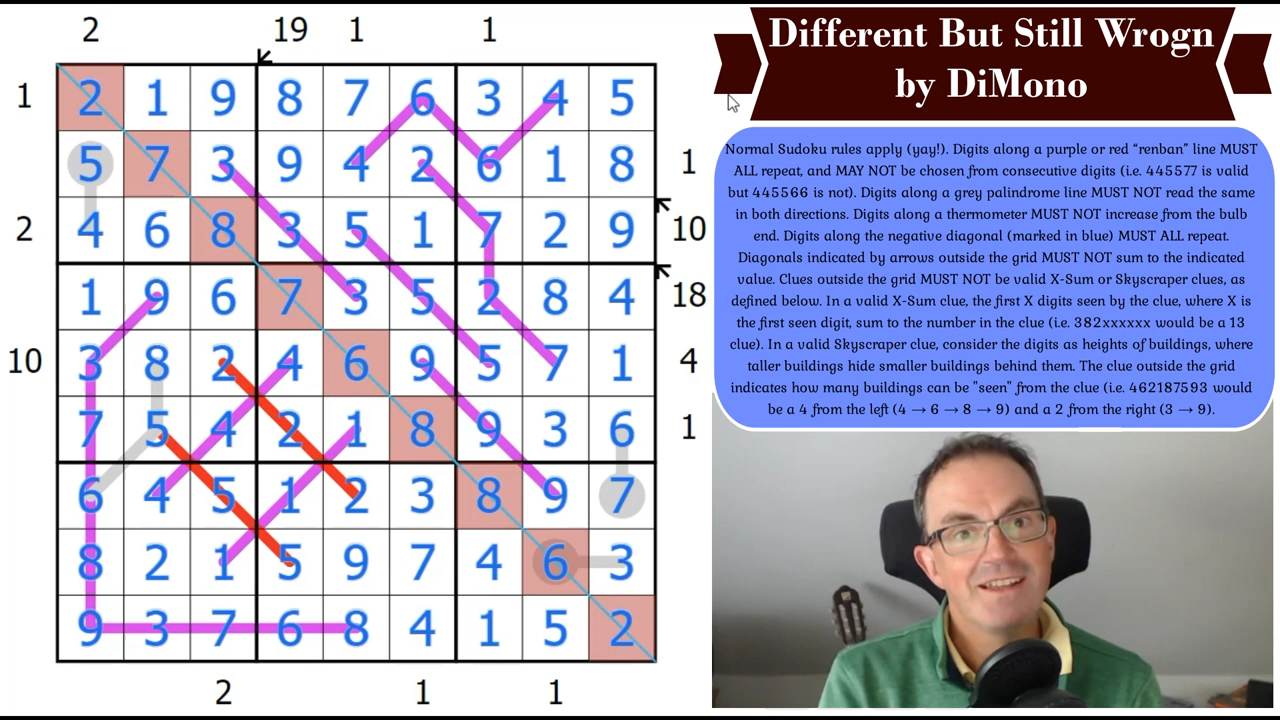 2 19 1 1
1 2 1 9 8 7 6 3 4 5
5 7 3 9 4 2 6 1 8 1
2 4 6 8 3 5 1 7 2 9 10
1 9 6 7 3 5 2 8 4 18
10 3 8 2 4 6 9 5 7 1 4
7 5 4 2 1 8 9 3 6 1
6 4 5 1 2 3 8 9 7
8 2 1 5 9 7 4 6 3
9 3 7 6 8 4 1 5 2
2 1 1
Different But Still Wrogn
by DiMono
Normal Sudoku rules apply (yay!). Digits along a purple or red "renban" line MUST
ALL repeat, and MAY NOT be chosen from consecutive digits (i.e. 445577 is valid
but 445566 is not). Digits along a grey palindrome line MUST NOT read the same
in both directions. Digits along a thermometer MUST NOT increase from the bulb
end. Digits along the negative diagonal (marked in blue) MUST ALL repeat.
Diagonals indicated by arrows outside the grid MUST NOT sum to the indicated
value. Clues outside the grid MUST NOT be valid X-Sum or Skyscraper clues, as
defined below. In a valid X-Sum clue, the first X digits seen by the clue, where X is
the first seen digit, sum to the number in the clue (i.e. 382xxxxxx would be a 13
clue). In a valid Skyscraper clue, consider the digits as heights of buildings, where
taller buildings hide smaller buildings behind them. The clue outside the grid
indicates how many buildings can be "seen" from the clue (i.e. 462187593 would
be a 4 from the left (4 → 6 → 8 → 9) and a 2 from the right (3 → 9).